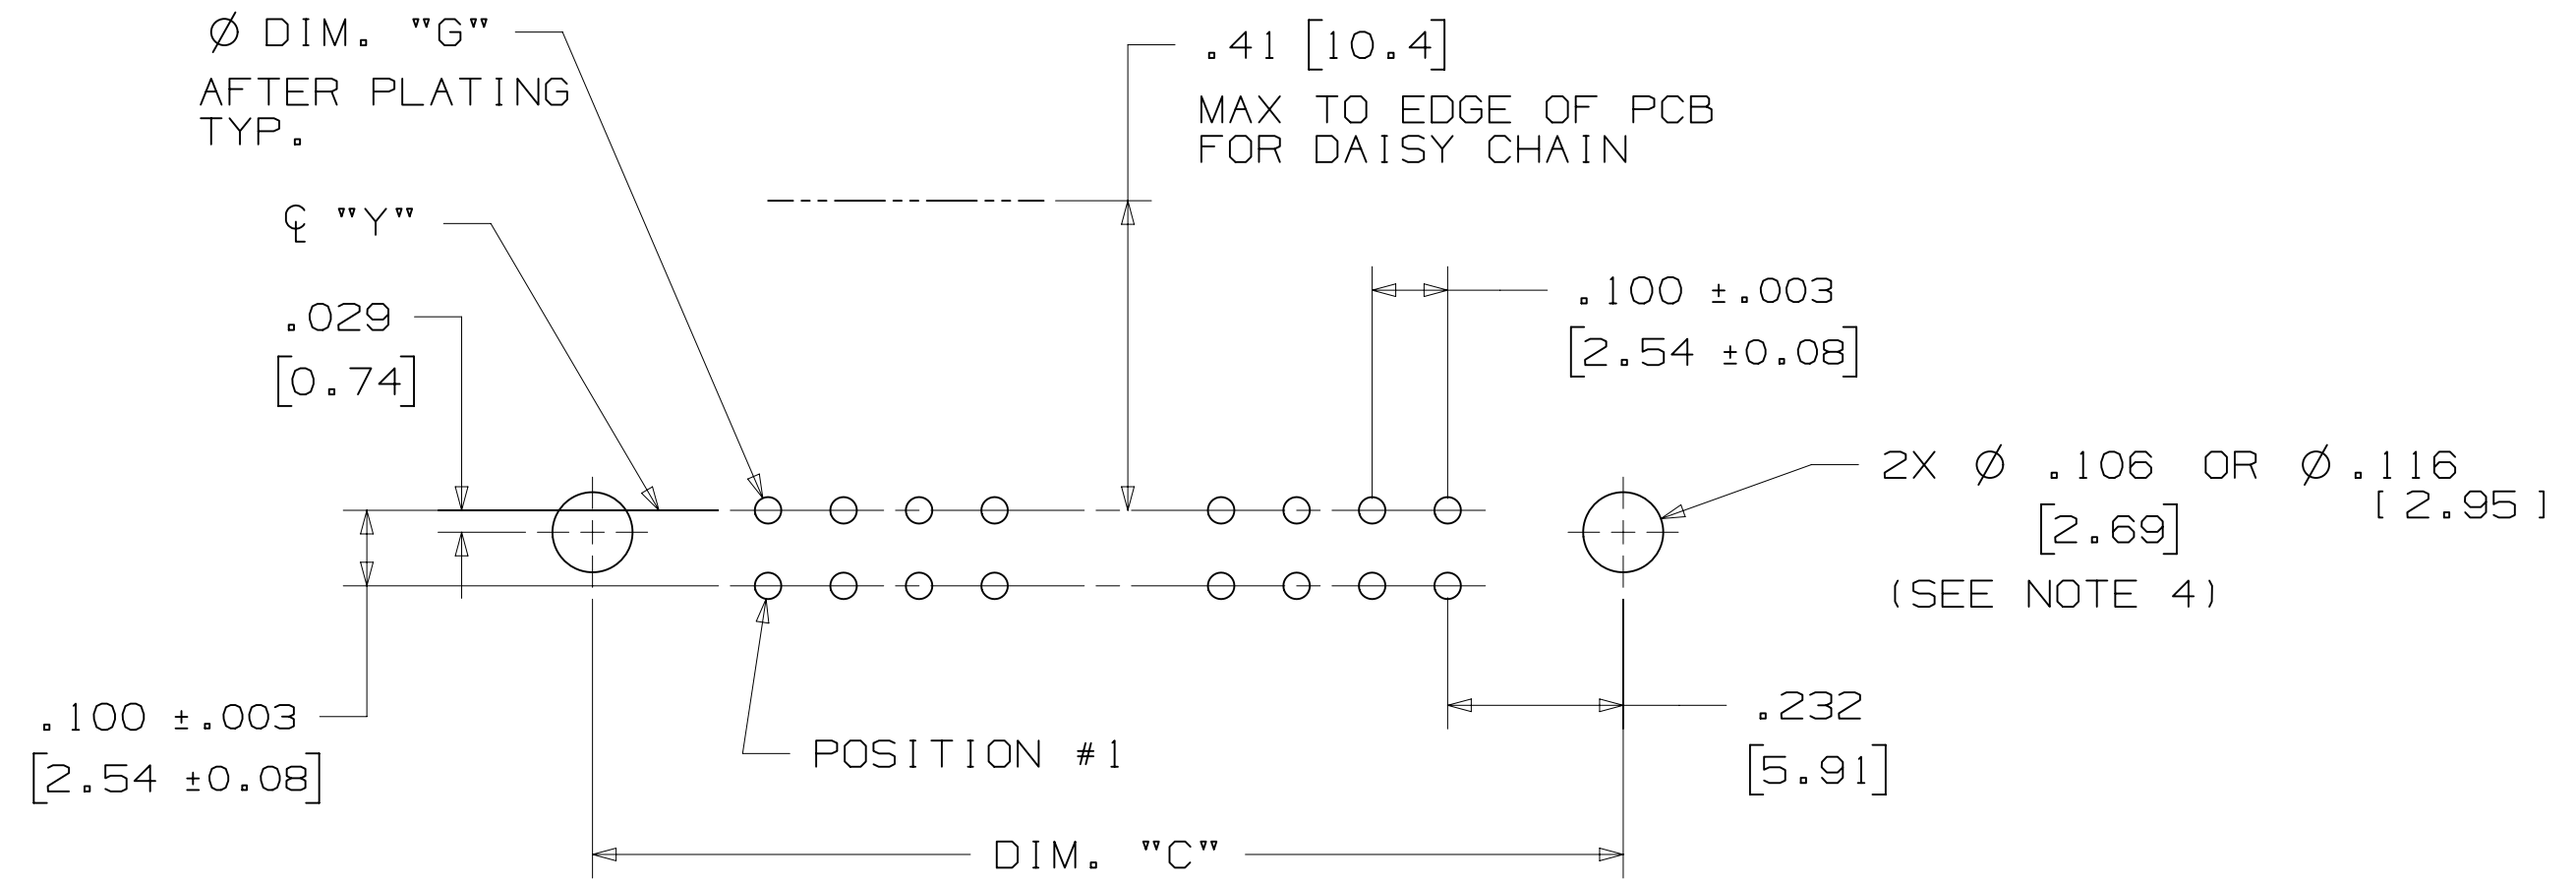 Ø DIM. "G"
AFTER PLATING
TYP.
℄ "Y"
.029
[0.74]
.41 [10.4]
MAX TO EDGE OF PCB
FOR DAISY CHAIN
.100 ±.003
[2.54 ±0.08]
2X Ø .106 OR Ø .116
[2.95]
[2.69]
(SEE NOTE 4)
.100 ±.003
[2.54 ±0.08]
POSITION #1
.232
[5.91]
DIM. "C"